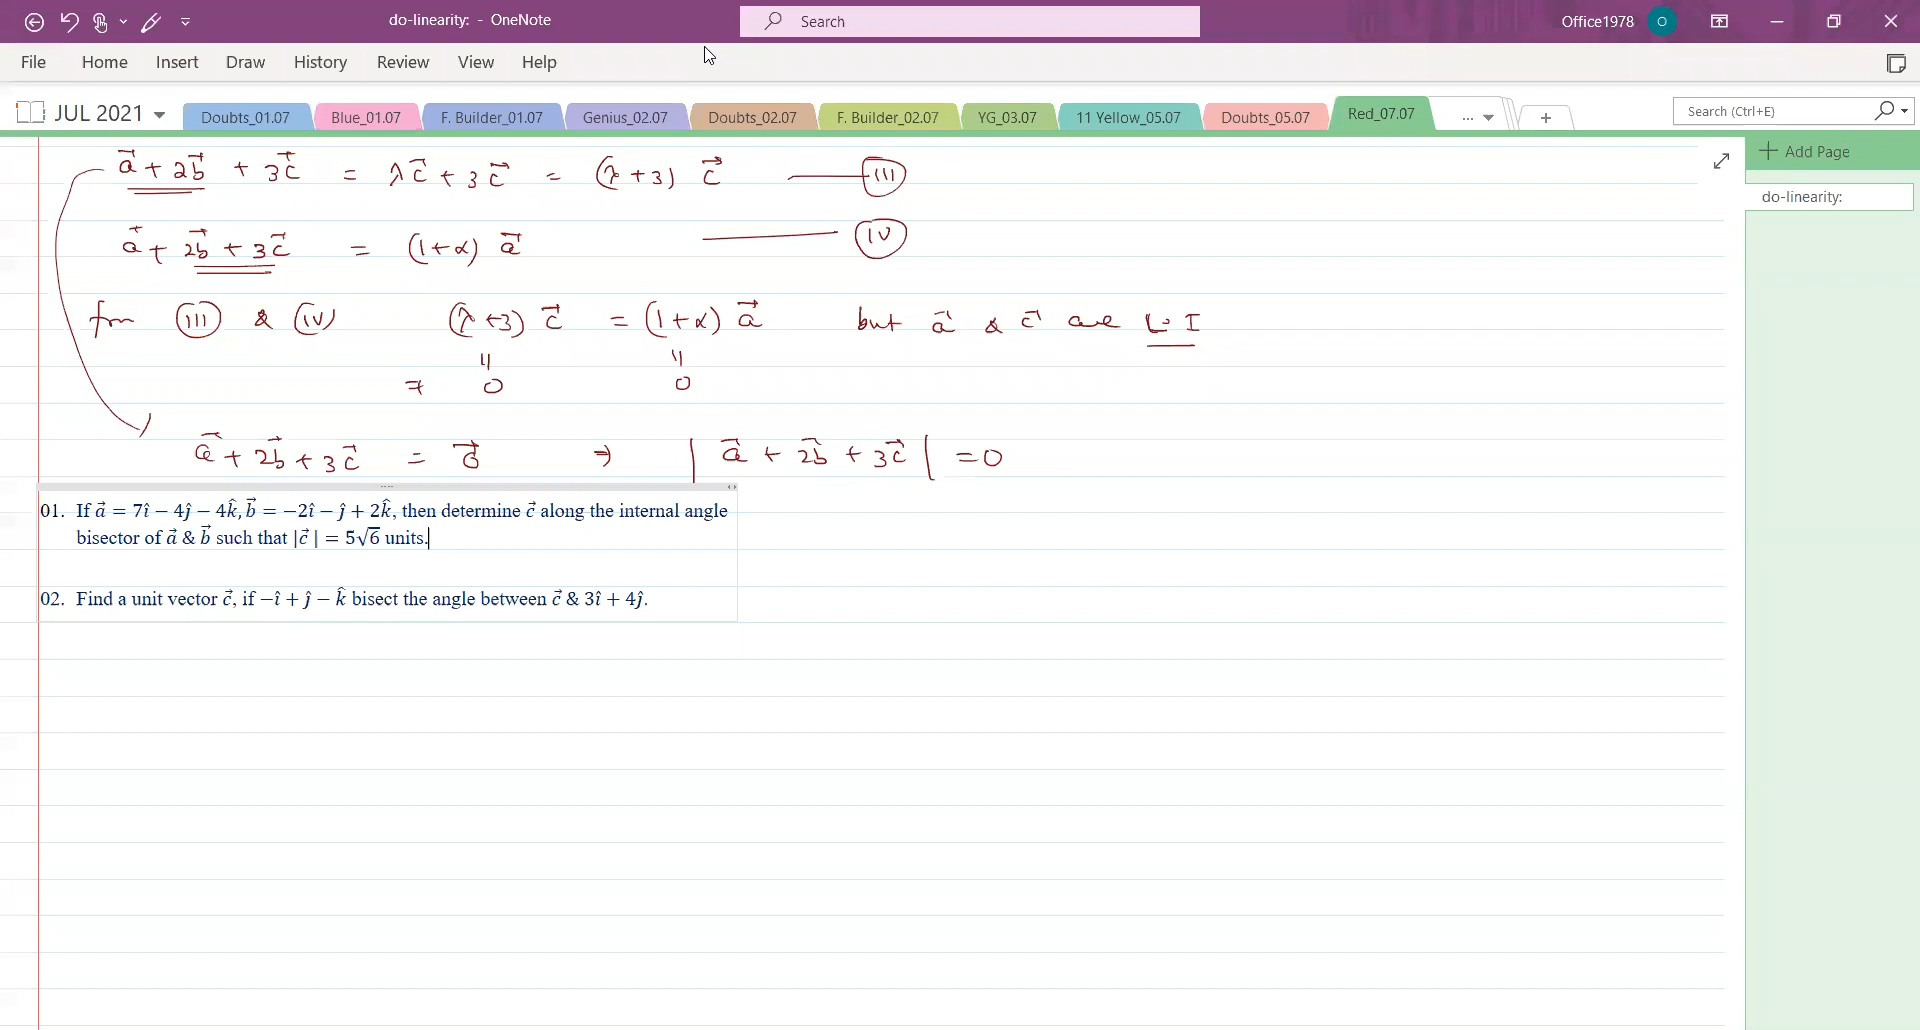 do-linearity: - OneNote
Search
Office1978
O
File Home Insert Draw History Review View Help
JUL 2021
Doubts_01.07 Blue_01.07 F. Builder_01.07 Genius_02.07 Doubts_02.07 F. Builder_02.07 YG_03.07 11 Yellow_05.07 Doubts_05.07 Red_07.07 ... +
Search (Ctrl+E)
Add Page
do-linearity:
a⃗ + 2b⃗ + 3c⃗ = λc⃗ + 3c⃗ = (λ+3) c⃗ —— (III)
a⃗ + 2b⃗ + 3c⃗ = (1+α) a⃗ —— (IV)
from (III) & (IV) (λ+3) c⃗ = (1+α) a⃗ but a⃗ & c⃗ are L.I
⇒ 0 0
a⃗ + 2b⃗ + 3c⃗ = 0⃗ ⇒ | a⃗ + 2b⃗ + 3c⃗ | = 0
01. If a⃗ = 7î − 4ĵ − 4k̂, b⃗ = −2î − ĵ + 2k̂, then determine c⃗ along the internal angle
bisector of a⃗ & b⃗ such that |c⃗ | = 5√6 units.
02. Find a unit vector c⃗, if −î + ĵ − k̂ bisect the angle between c⃗ & 3î + 4ĵ.